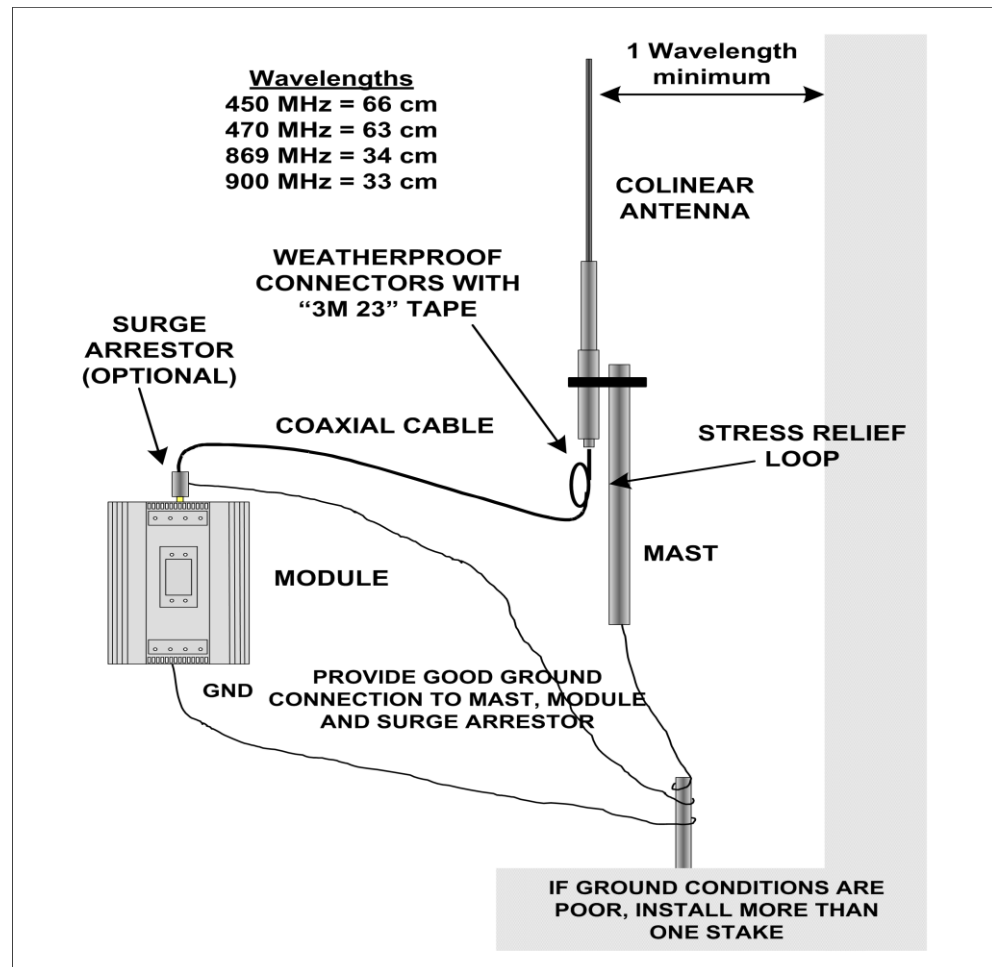 Wavelengths
450 MHz = 66 cm
470 MHz = 63 cm
869 MHz = 34 cm
900 MHz = 33 cm
1 Wavelength
minimum
COLINEAR
ANTENNA
WEATHERPROOF
CONNECTORS WITH
“3M 23” TAPE
SURGE
ARRESTOR
(OPTIONAL)
COAXIAL CABLE
STRESS RELIEF
LOOP
MAST
MODULE
GND
PROVIDE GOOD GROUND
CONNECTION TO MAST, MODULE
AND SURGE ARRESTOR
IF GROUND CONDITIONS ARE
POOR, INSTALL MORE THAN
ONE STAKE